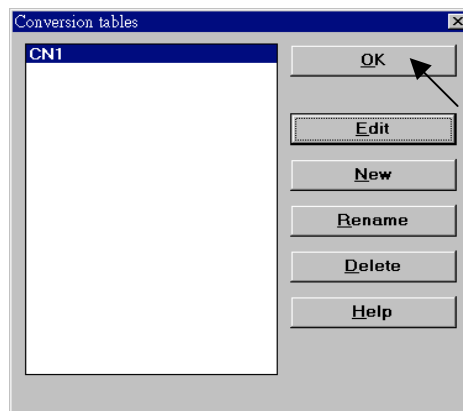 Conversion tables
CN1
OK
Edit
New
Rename
Delete
Help